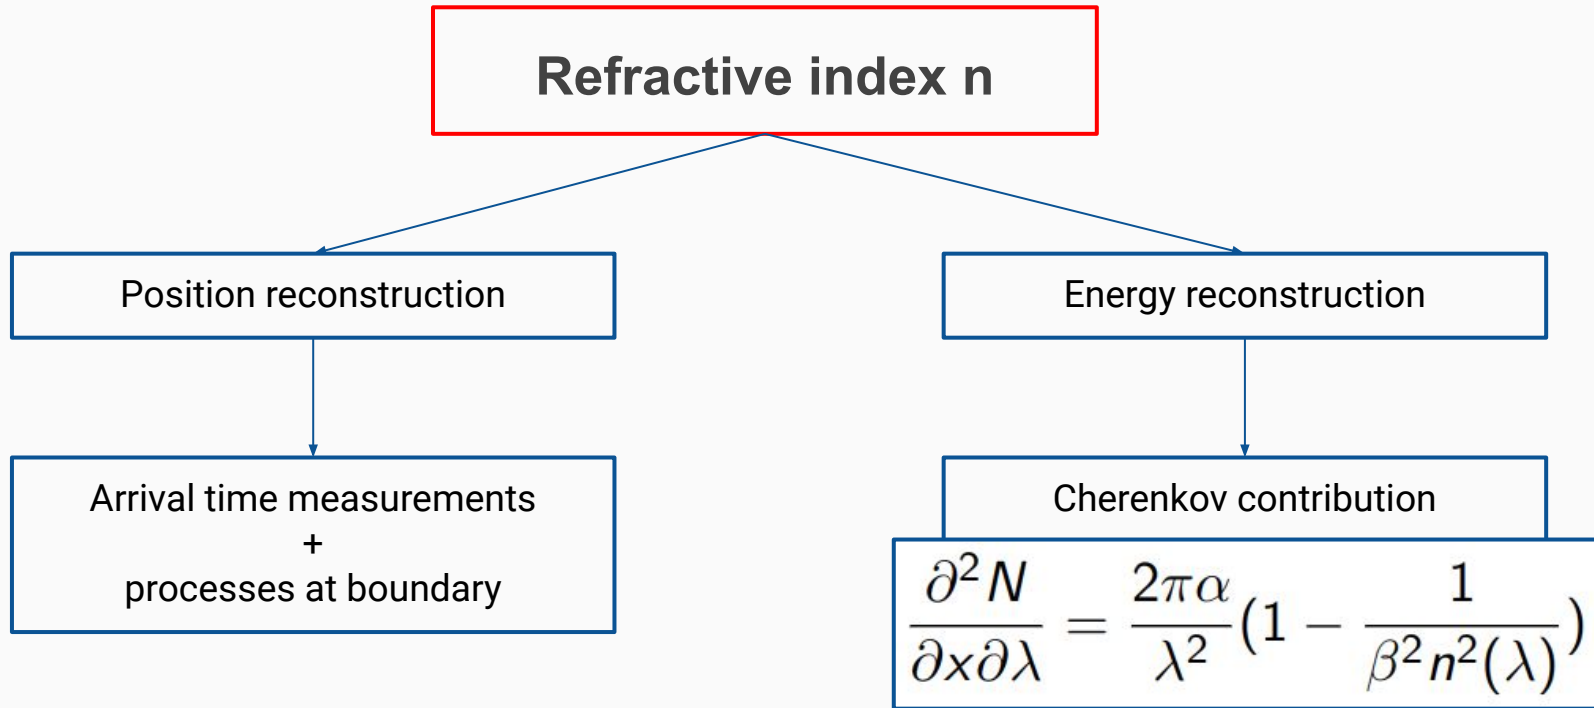 Refractive index n
Position reconstruction
Energy reconstruction
Arrival time measurements
+
processes at boundary
Cherenkov contribution
∂²N/∂x∂λ = 2πα/λ² (1 − 1/β²n²(λ))